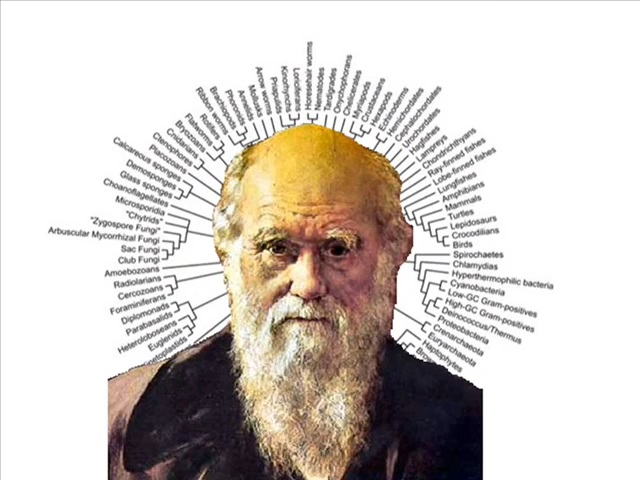 Kinetoplastids
Euglenids
Heteroloboseans
Parabasalids
Diplomonads
Foraminiferans
Cercozoans
Radiolarians
Amoebozoans
Club Fungi
Sac Fungi
Arbuscular Mycorrhizal Fungi
"Zygospore Fungi"
"Chytrids"
Microsporidia
Choanoflagellates
Glass sponges
Demosponges
Calcareous sponges
Placozoans
Ctenophores
Cnidarians
Bryozoans
Flatworms
Rotifers
Ribbon worms
Brachiopods
Phoronids
Annelids
Mollusks
Arrow worms
Priapulids
Kinorhynchs
Loriciferans
Horsehair worms
Nematodes
Tardigrades
Onychophorans
Chelicerates
Myriapods
Crustaceans
Hexapods
Echinoderms
Hemichordates
Cephalochordates
Urochordates
Hagfishes
Lampreys
Chondrichthyans
Ray-finned fishes
Lobe-finned fishes
Lungfishes
Amphibians
Mammals
Turtles
Lepidosaurs
Crocodilians
Birds
Spirochaetes
Chlamydias
Hyperthermophilic bacteria
Cyanobacteria
Low-GC Gram-positives
High-GC Gram-positives
Deinococcus/Thermus
Proteobacteria
Crenarchaeota
Euryarchaeota
Haptophytes